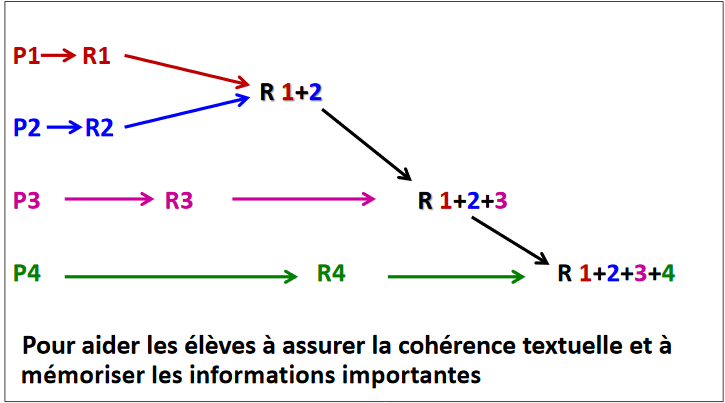 P1 R1
R 1+2
P2 R2
P3 R3 R 1+2+3
P4 R4 R 1+2+3+4
Pour aider les élèves à assurer la cohérence textuelle et à
mémoriser les informations importantes